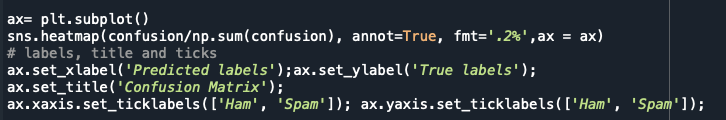 ax= plt.subplot()
sns.heatmap(confusion/np.sum(confusion), annot=True, fmt='.2%',ax = ax)
# labels, title and ticks
ax.set_xlabel('Predicted labels');ax.set_ylabel('True labels');
ax.set_title('Confusion Matrix');
ax.xaxis.set_ticklabels(['Ham', 'Spam']); ax.yaxis.set_ticklabels(['Ham', 'Spam']);